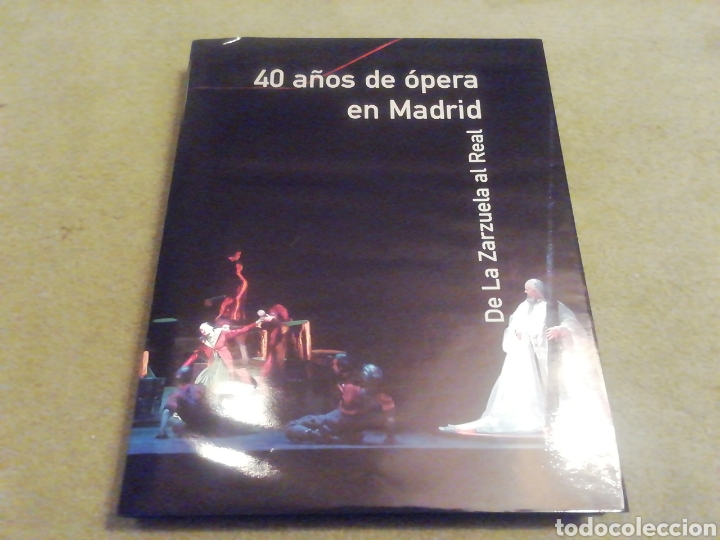 40 años de ópera
en Madrid
De La Zarzuela al Real
todocoleccion